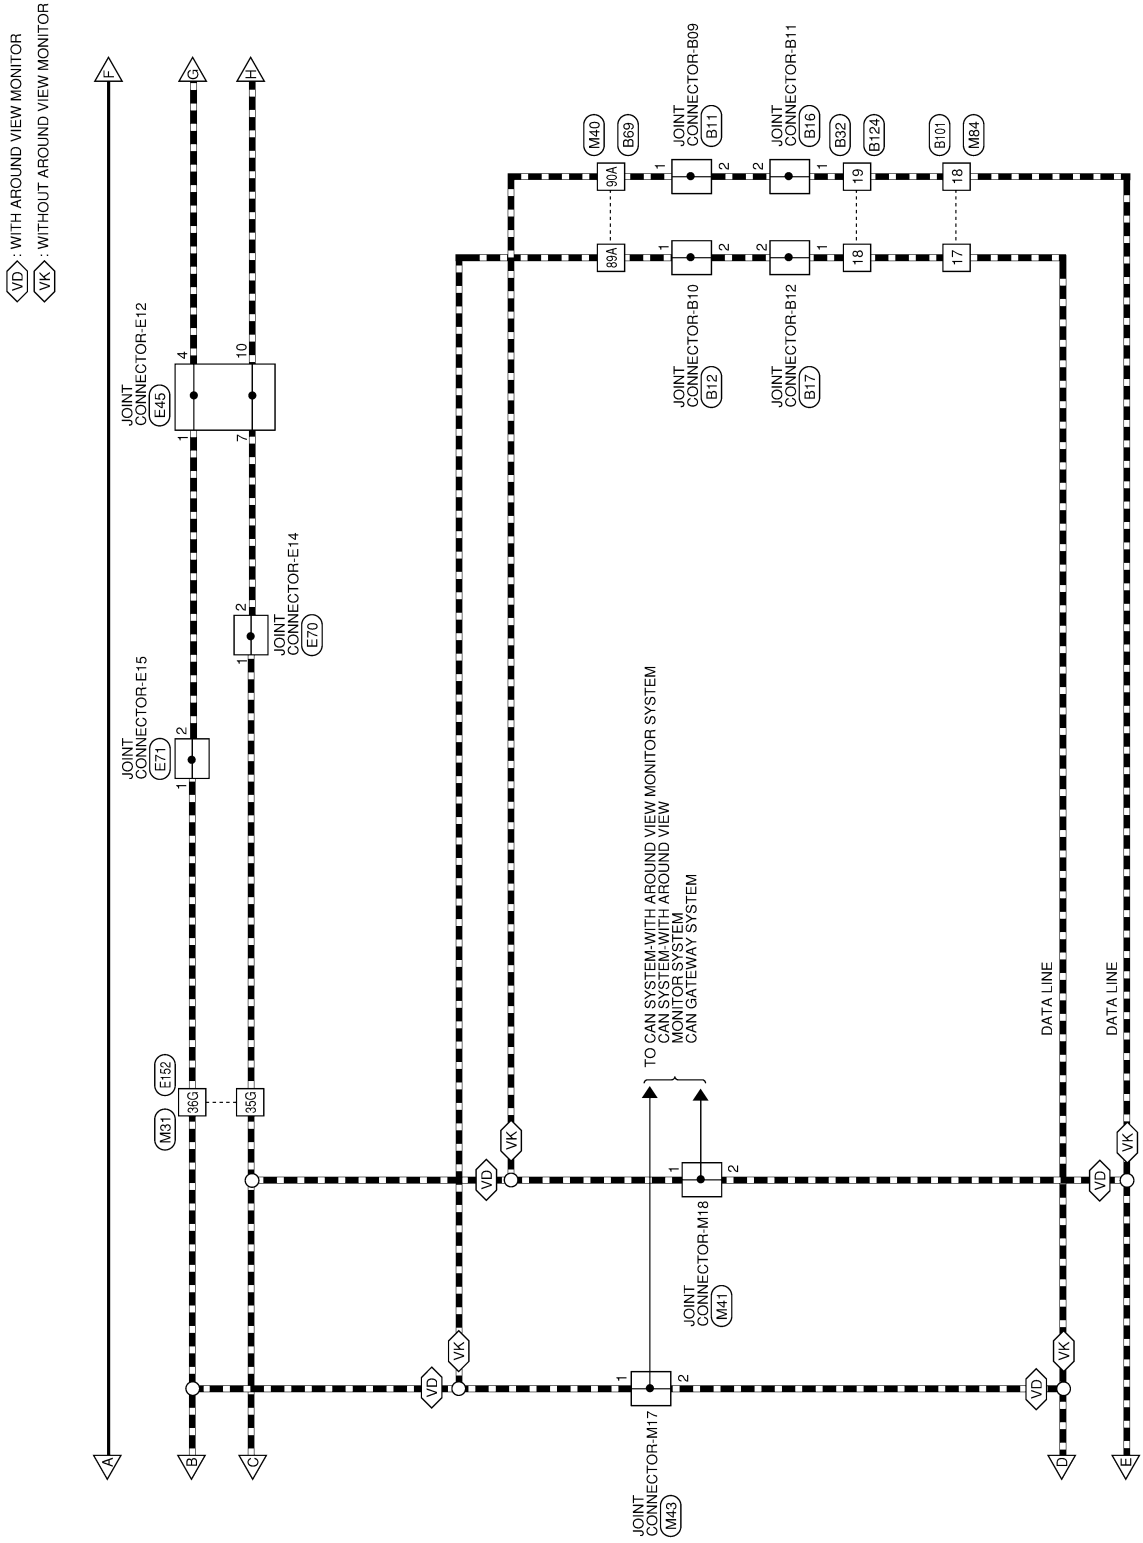 VD : WITH AROUND VIEW MONITOR
VK : WITHOUT AROUND VIEW MONITOR
A
F
B
G
C
H
M31
E152
36G
35G
JOINT
CONNECTOR-E15
E71
1
2
JOINT
CONNECTOR-E14
E70
1
2
JOINT
CONNECTOR-E12
E45
1
4
7
10
VD
VK
VD
VK
M40
B69
90A
89A
JOINT
CONNECTOR-B09
B11
1
2
JOINT
CONNECTOR-B10
B12
1
2
JOINT
CONNECTOR-B11
B16
2
1
JOINT
CONNECTOR-B12
B17
2
1
B32
B124
19
18
B101
M84
18
17
JOINT
CONNECTOR-M17
M43
1
2
JOINT
CONNECTOR-M18
M41
1
2
TO CAN SYSTEM-WITH AROUND VIEW MONITOR SYSTEM
CAN SYSTEM-WITH AROUND VIEW
MONITOR SYSTEM
CAN GATEWAY SYSTEM
VD
VK
DATA LINE
D
VD
VK
DATA LINE
E